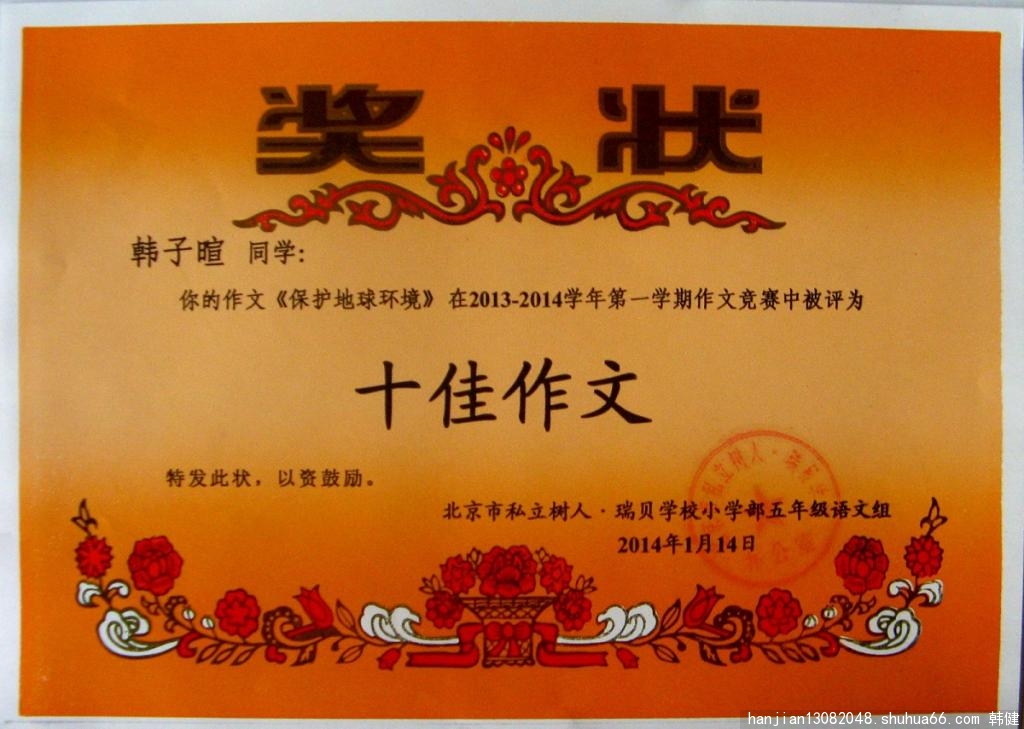 奖状
韩子暄 同学:
你的作文《保护地球环境》在2013-2014学年第一学期作文竞赛中被评为
十佳作文
特发此状，以资鼓励。
北京市私立树人·瑞贝学校小学部五年级语文组
2014年1月14日
办公室
hanjian13082048.shuhua66.com 韩健